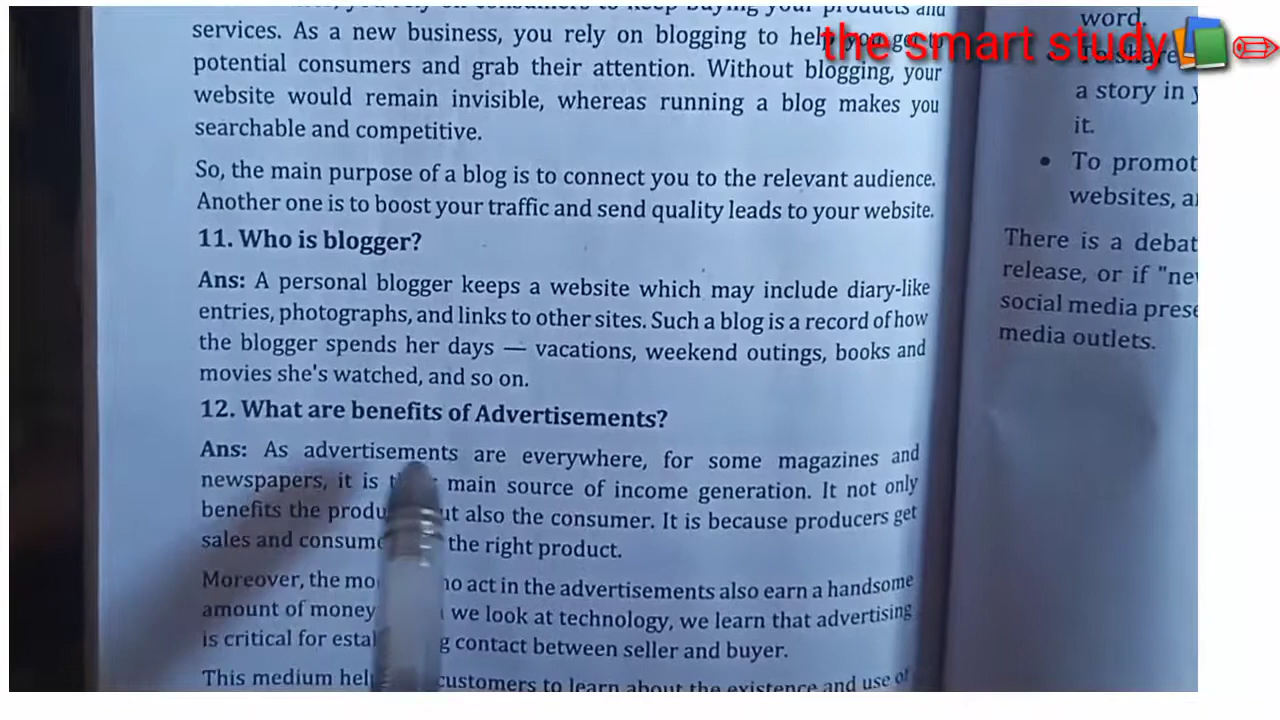 services. As a new business, you rely on blogging to help you get to
potential consumers and grab their attention. Without blogging, your
website would remain invisible, whereas running a blog makes you
searchable and competitive.
So, the main purpose of a blog is to connect you to the relevant audience.
Another one is to boost your traffic and send quality leads to your website.
11. Who is blogger?
Ans: A personal blogger keeps a website which may include diary-like
entries, photographs, and links to other sites. Such a blog is a record of how
the blogger spends her days — vacations, weekend outings, books and
movies she's watched, and so on.
12. What are benefits of Advertisements?
Ans: As advertisements are everywhere, for some magazines and
newspapers, it is main source of income generation. It not only
benefits the also the consumer. It is because producers get
sales and the right product.
Moreover, the act in the advertisements also earn a handsome
amount of money we look at technology, we learn that advertising
is critical for contact between seller and buyer.
This medium customers to learn about the existence and use of
the smart study
word.
a story in
it.
• To
websites,
There is a
release, or if
social media
media outlets.